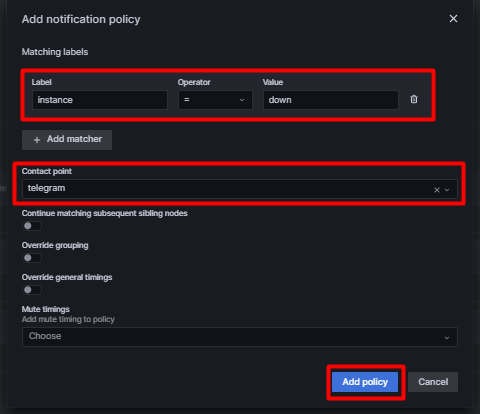 Add notification policy
Matching labels
Label Operator Value
instance = down
Add matcher
Contact point
telegram
Continue matching subsequent sibling nodes
Override grouping
Override general timings
Mute timings
Add mute timing to policy
Choose
Add policy Cancel